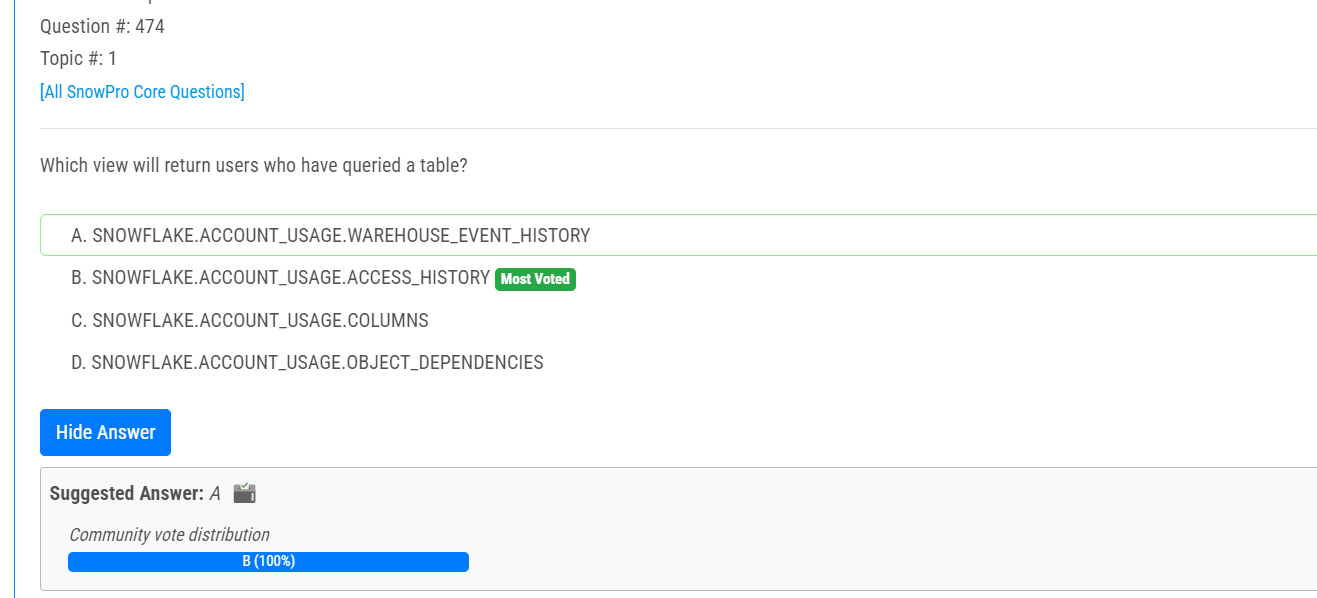 Question #: 474
Topic #: 1
[All SnowPro Core Questions]
Which view will return users who have queried a table?
A. SNOWFLAKE.ACCOUNT_USAGE.WAREHOUSE_EVENT_HISTORY
B. SNOWFLAKE.ACCOUNT_USAGE.ACCESS_HISTORY Most Voted
C. SNOWFLAKE.ACCOUNT_USAGE.COLUMNS
D. SNOWFLAKE.ACCOUNT_USAGE.OBJECT_DEPENDENCIES
Hide Answer
Suggested Answer: A
Community vote distribution
B (100%)